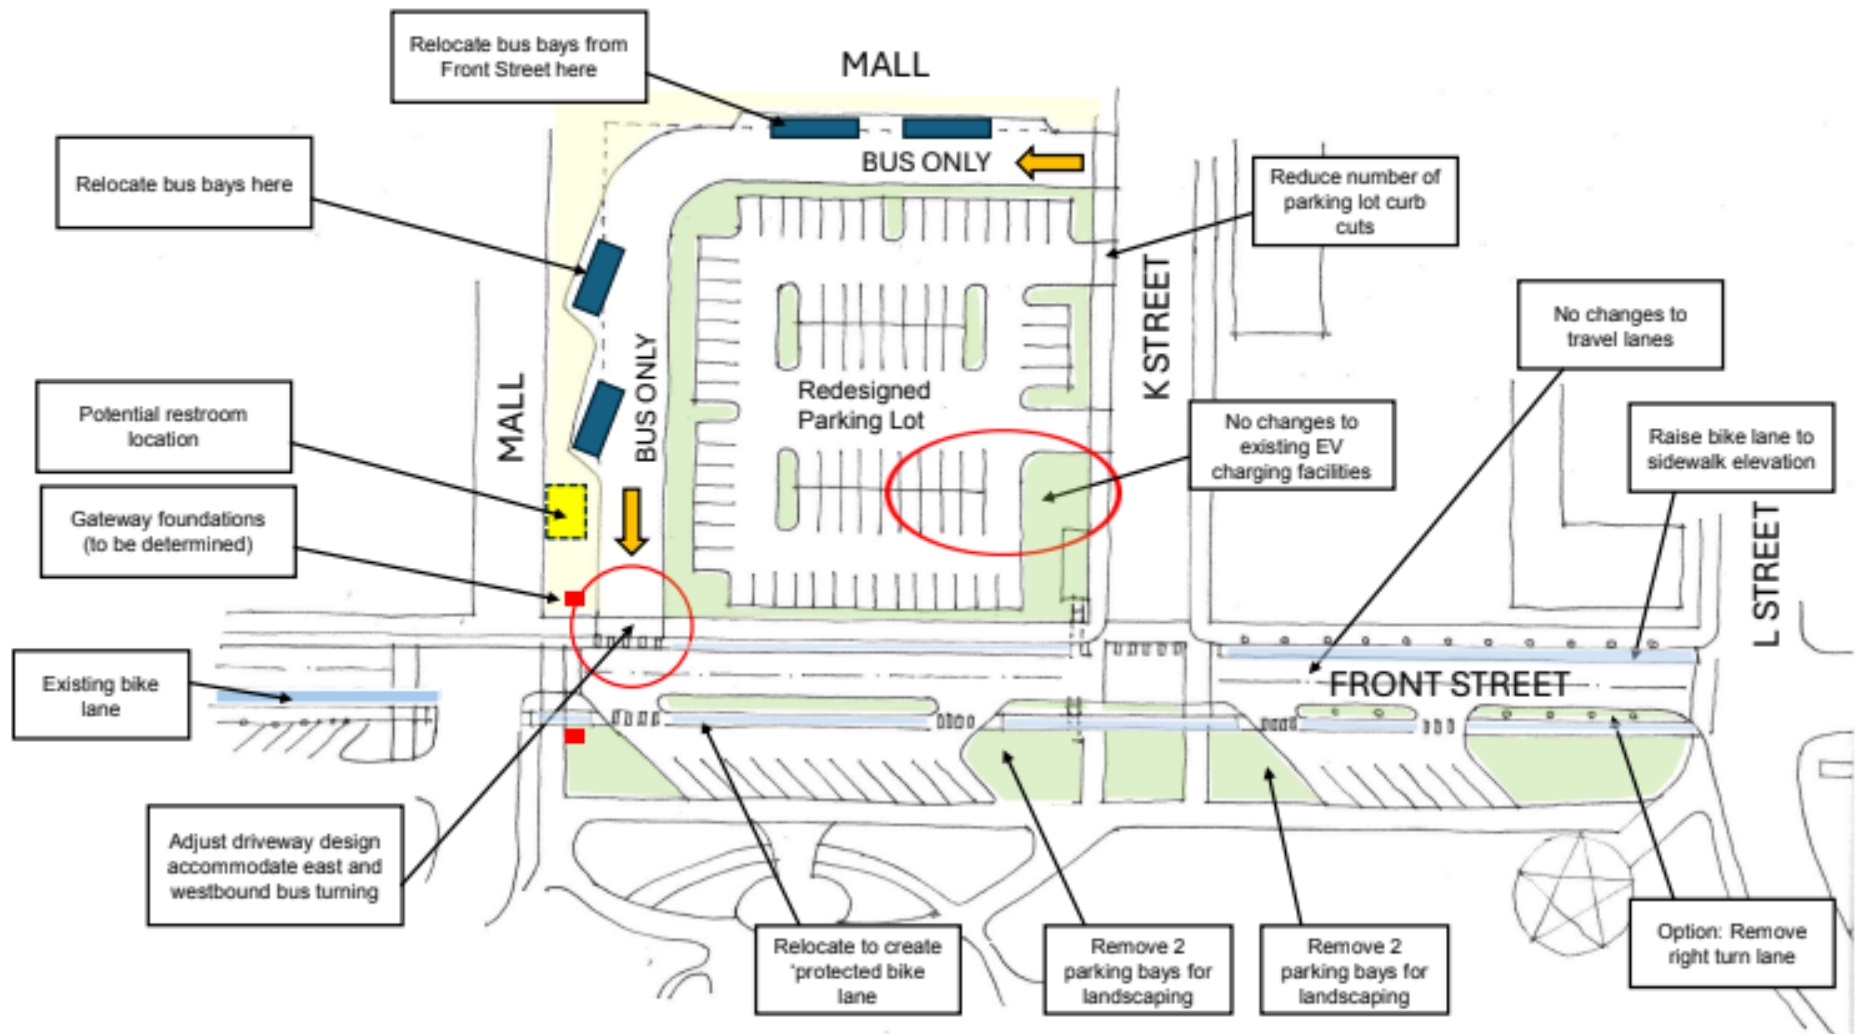 Relocate bus bays from
Front Street here
MALL
Relocate bus bays here
BUS ONLY
Reduce number of
parking lot curb
cuts
K STREET
No changes to
travel lanes
MALL
BUS ONLY
Redesigned
Parking Lot
Potential restroom
location
No changes to
existing EV
charging facilities
Raise bike lane to
sidewalk elevation
Gateway foundations
(to be determined)
L STREET
Existing bike
lane
FRONT STREET
Adjust driveway design
accommodate east and
westbound bus turning
Relocate to create
'protected bike
lane
Remove 2
parking bays for
landscaping
Remove 2
parking bays for
landscaping
Option: Remove
right turn lane